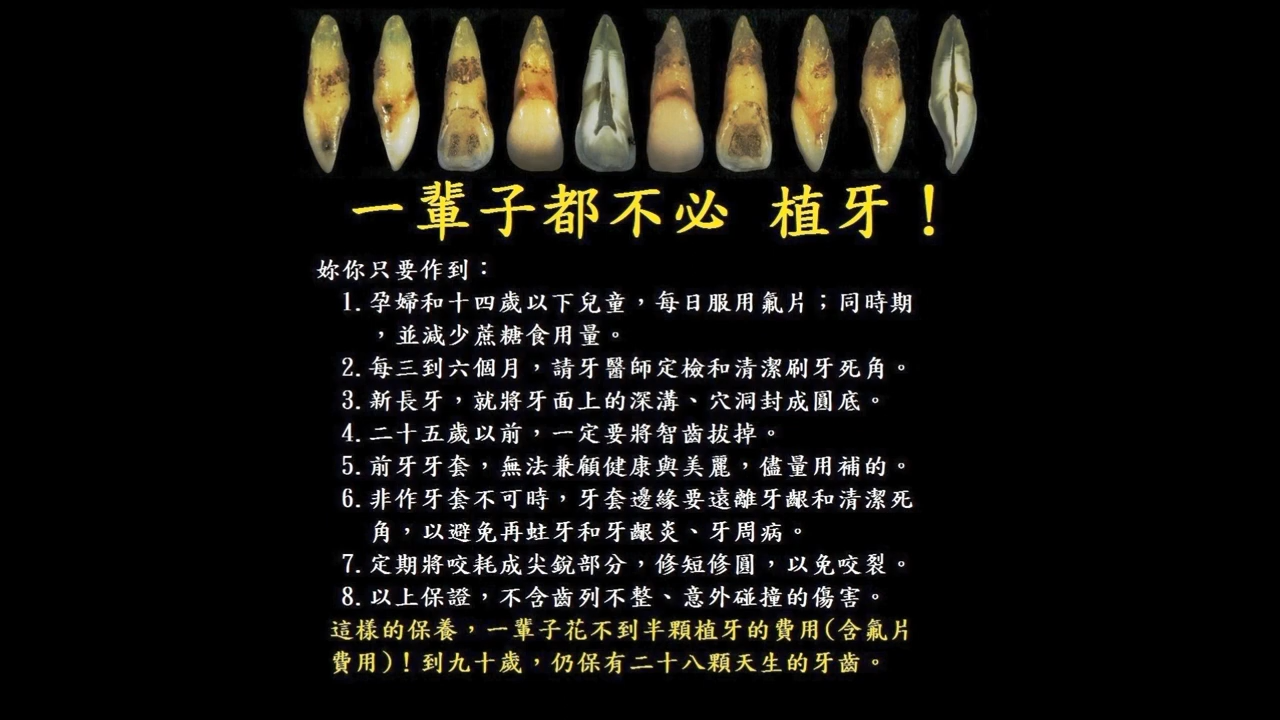 一輩子都不必 植牙！
妳你只要作到：
1.孕婦和十四歲以下兒童，每日服用氟片；同時期
，並減少蔗糖食用量。
2.每三到六個月，請牙醫師定檢和清潔刷牙死角。
3.新長牙，就將牙面上的深溝、穴洞封成圓底。
4.二十五歲以前，一定要將智齒拔掉。
5.前牙牙套，無法兼顧健康與美麗，儘量用補的。
6.非作牙套不可時，牙套邊緣要遠離牙齦和清潔死
角，以避免再蛀牙和牙齦炎、牙周病。
7.定期將咬耗成尖銳部分，修短修圓，以免咬裂。
8.以上保證，不含齒列不整、意外碰撞的傷害。
這樣的保養，一輩子花不到半顆植牙的費用(含氟片
費用)！到九十歲，仍保有二十八顆天生的牙齒。